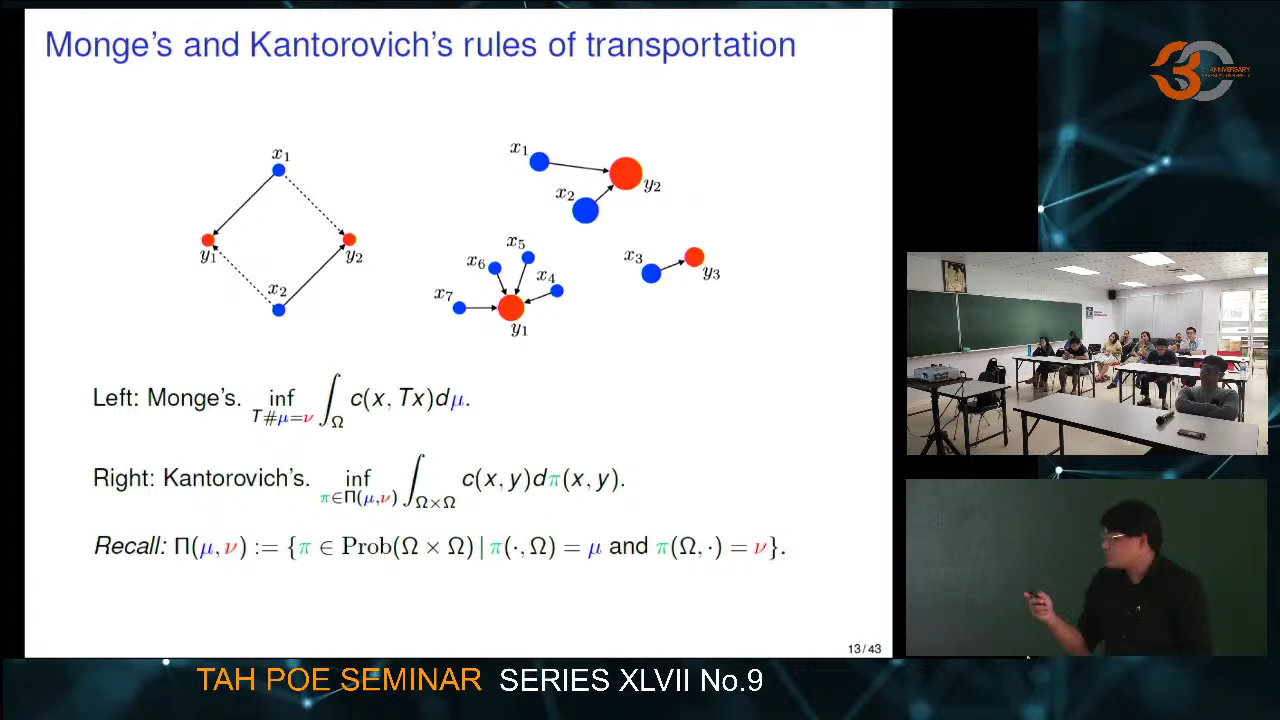 Monge's and Kantorovich's rules of transportation
x₁
y₁
y₂
x₂
x₁
x₂
y₂
x₃
y₃
x₅
x₆
x₄
x₇
y₁
Left: Monge's. inf_{T#μ=ν} ∫_Ω c(x, Tx)dμ.
Right: Kantorovich's. inf_{π∈Π(μ,ν)} ∫_{Ω×Ω} c(x, y)dπ(x, y).
Recall: Π(μ, ν) := {π ∈ Prob(Ω × Ω) | π(·, Ω) = μ and π(Ω, ·) = ν}.
13/43
30
ANNIVERSARY
TAH POE SEMINAR SERIES XLVII No.9